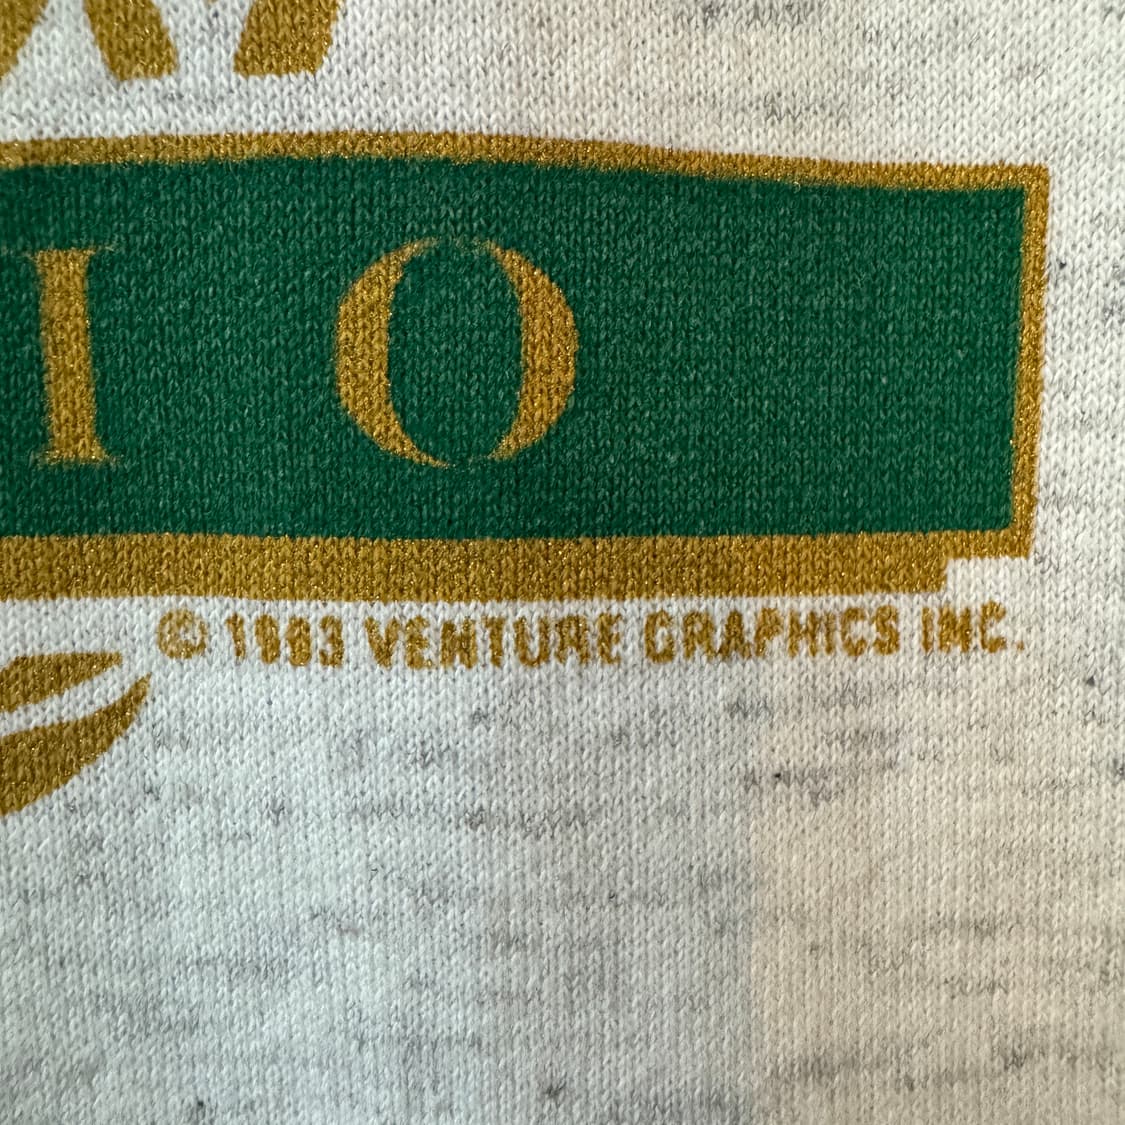 I O
© 1993 VENTURE GRAPHICS INC.